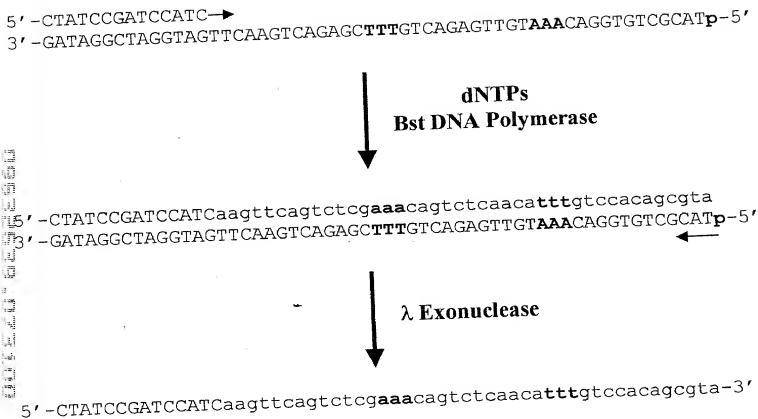 5'-CTATCCGATCCATC
3'-GATAGGCTAGGTAGTTCAAGTCAGAGCTTTGTCAGAGTTGTAAACAGGTGTCGCATp-5'
dNTPs
Bst DNA Polymerase
5'-CTATCCGATCCATCaagttcagtctcgaaacagtctcaacatttgtccacagcgta
3'-GATAGGCTAGGTAGTTCAAGTCAGAGCTTTGTCAGAGTTGTAAACAGGTGTCGCATp-5'
λ Exonuclease
5'-CTATCCGATCCATCaagttcagtctcgaaacagtctcaacatttgtccacagcgta-3'